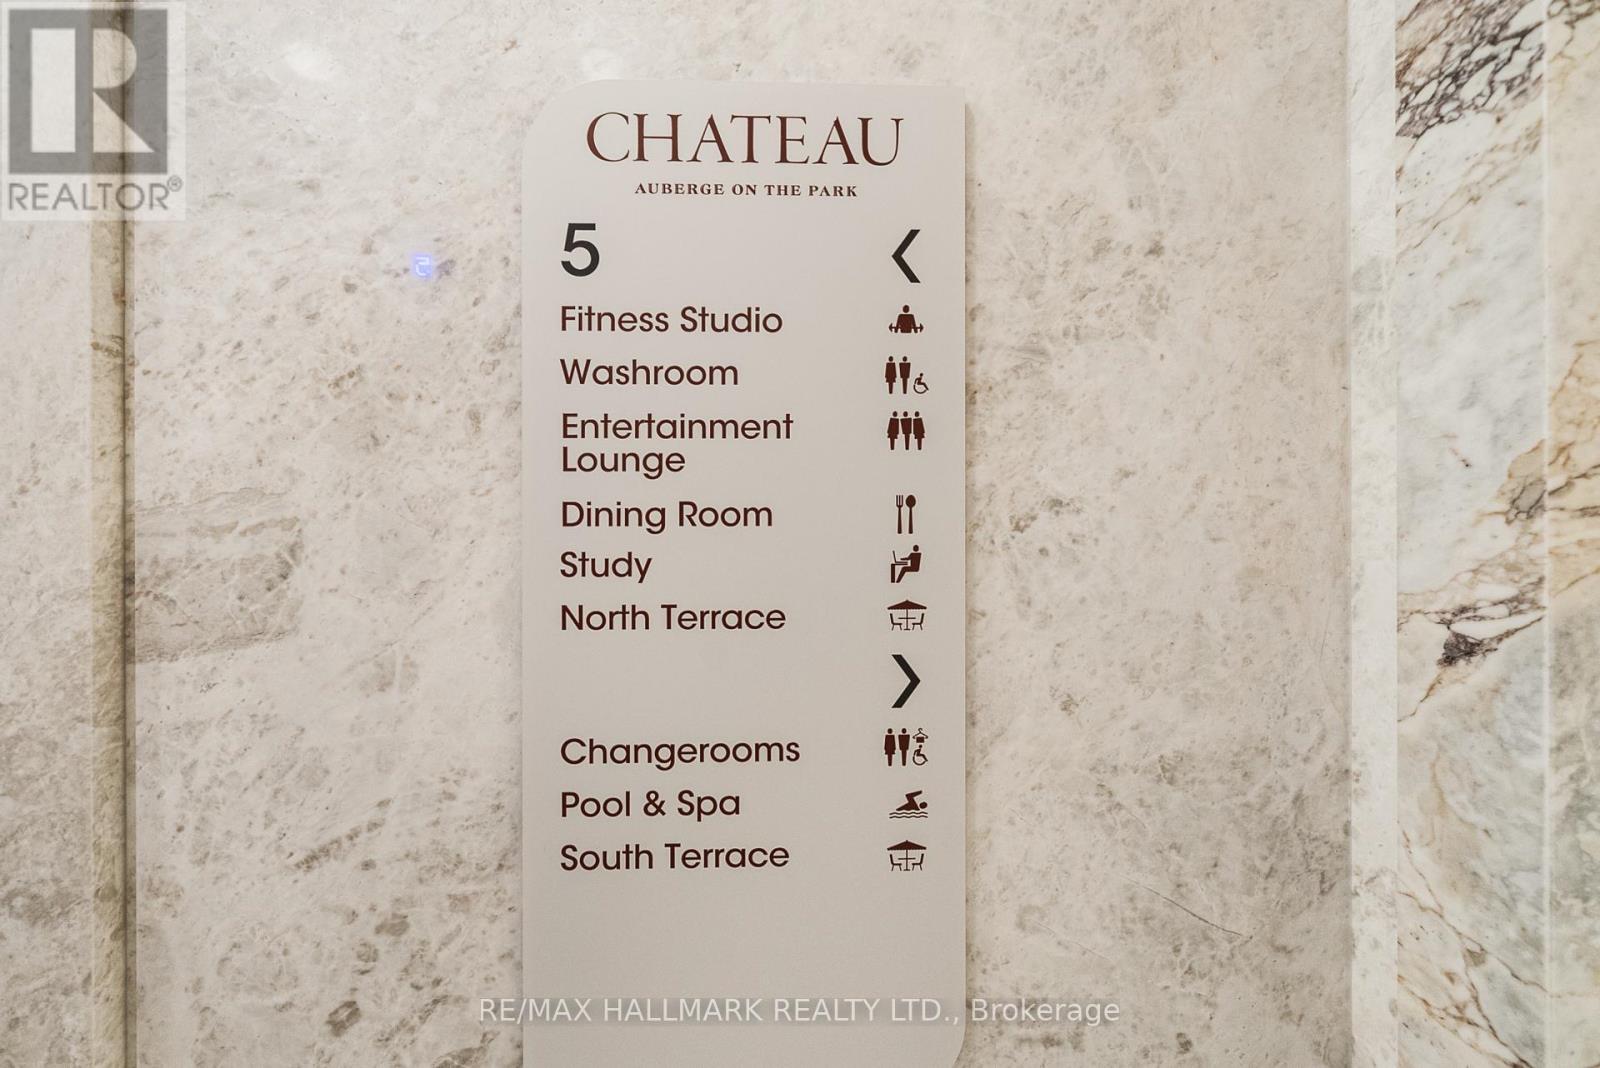 REALTOR®
CHATEAU
AUBERGE ON THE PARK
5
Fitness Studio
Washroom
Entertainment
Lounge
Dining Room
Study
North Terrace
Changerooms
Pool & Spa
South Terrace
RE/MAX HALLMARK REALTY LTD., Brokerage